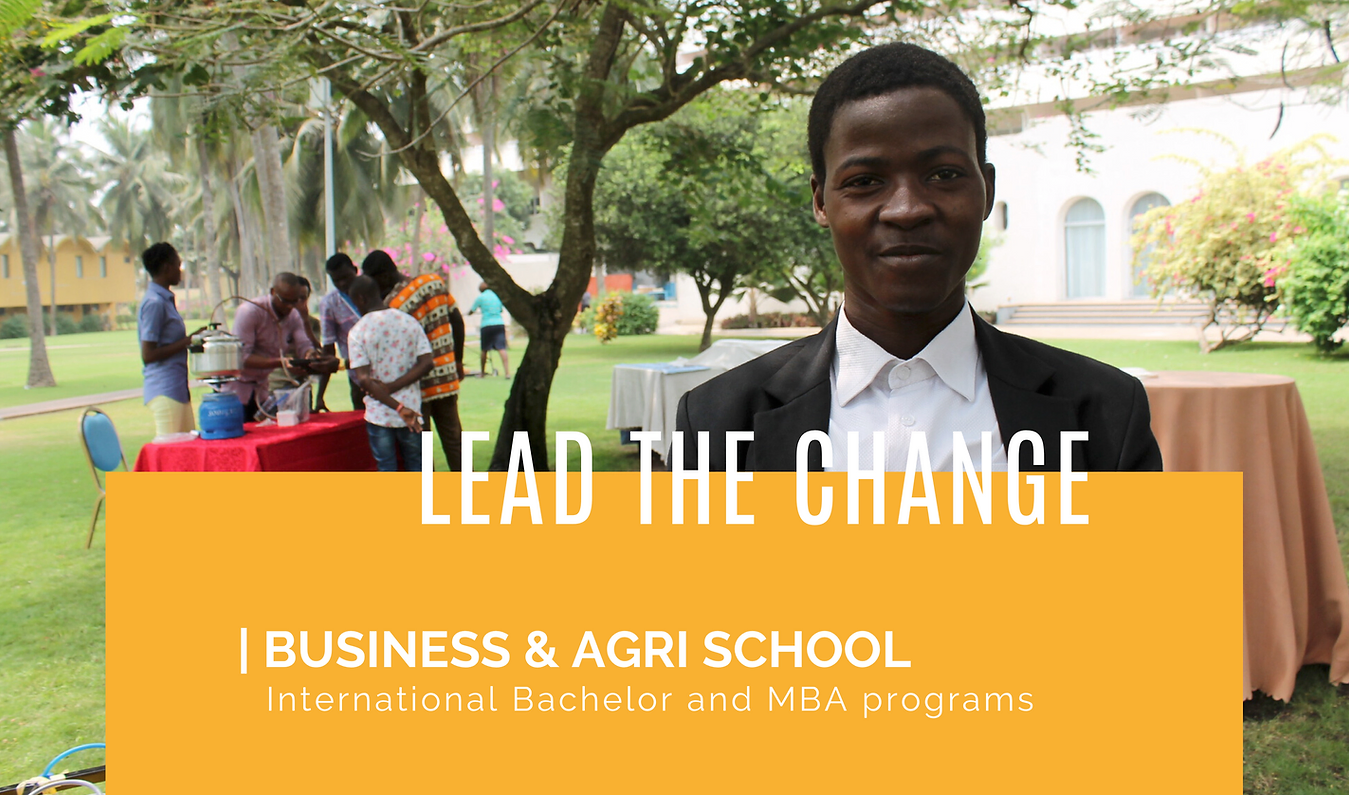 LEAD THE CHANGE
| BUSINESS & AGRI SCHOOL
International Bachelor and MBA programs